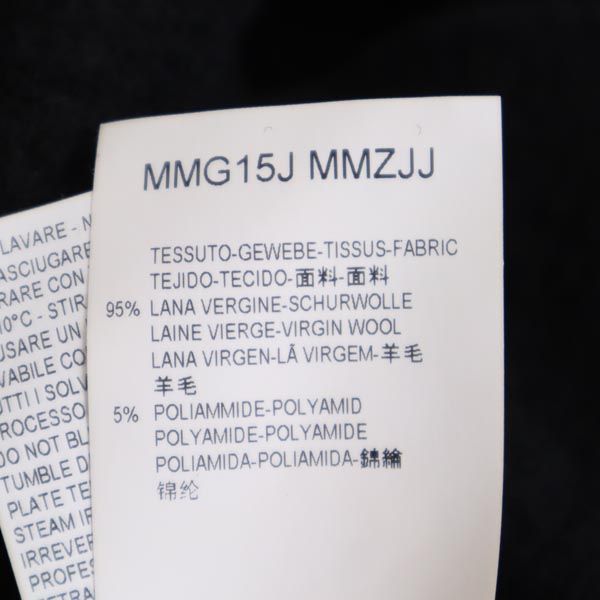 MMG15J MMZJJ
TESSUTO-GEWEBE-TISSUS-FABRIC
TEJIDO-TECIDO-面料-面料
95% LANA VERGINE-SCHURWOLLE
LAINE VIERGE-VIRGIN WOOL
LANA VIRGEN-LÃ VIRGEM-羊毛
羊毛
5% POLIAMMIDE-POLYAMID
POLYAMIDE-POLYAMIDE
POLIAMIDA-POLIAMIDA-錦綸
锦纶
LAVARE - N
ASCIUGARE
RARE CON
10°C - STIR
USARE UN
VABILE CO
UTTI I SOLV
PROCESSO
DO NOT BL
TUMBLE D
PLATE TE
STEAM IR
IRREVE
PROFES